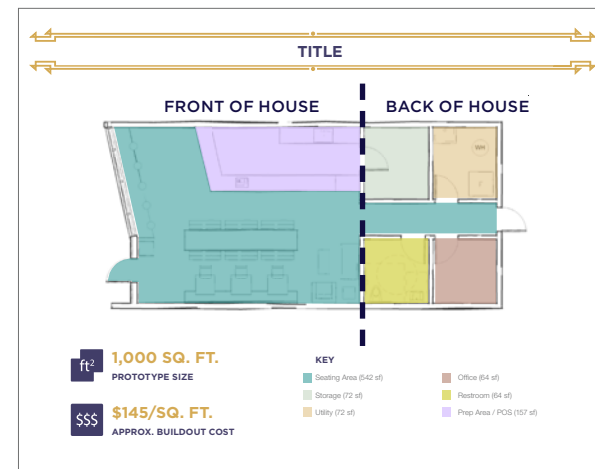 TITLE
FRONT OF HOUSE
BACK OF HOUSE
WH
ft²
1,000 SQ. FT.
PROTOTYPE SIZE
$$$
$145/SQ. FT.
APPROX. BUILDOUT COST
KEY
Seating Area (542 sf)
Storage (72 sf)
Utility (72 sf)
Office (64 sf)
Restroom (64 sf)
Prep Area / POS (157 sf)